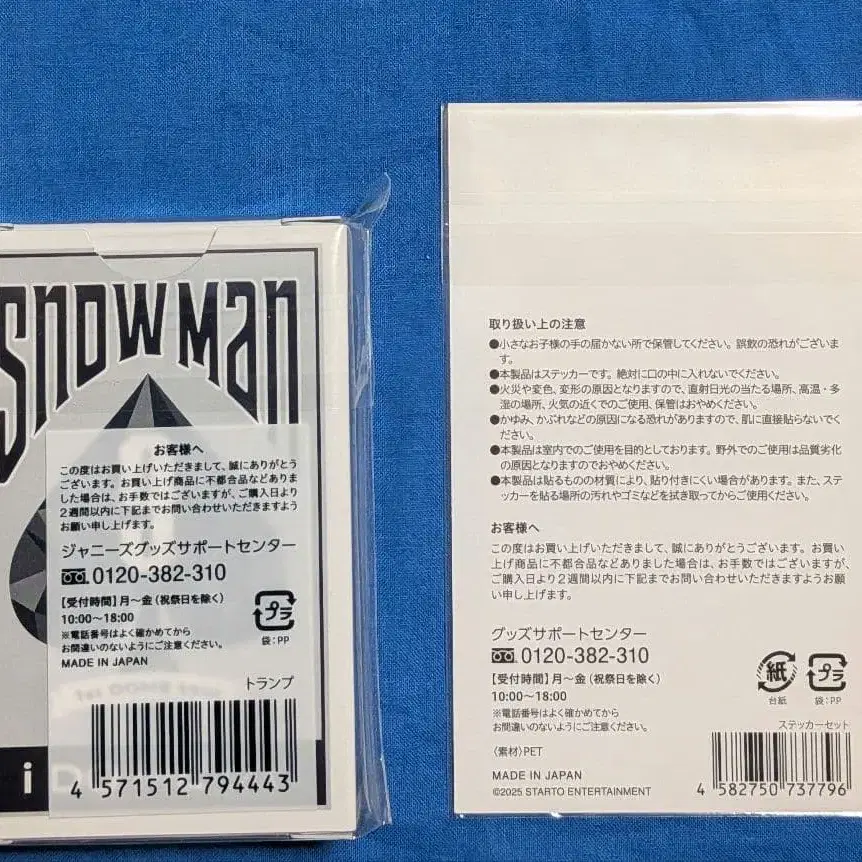 Snow Man
お客様へ
この度はお買い上げいただきまして、誠にありがとう
ございます。お買い上げ商品に不都合品などありま
した場合は、お手数ではございますが、ご購入日より
2週間以内に下記までお問い合わせいただきますよう
お願い申し上げます。
ジャニーズグッズサポートセンター
0120-382-310
【受付時間】月〜金（祝祭日を除く）
10:00〜18:00
※電話番号はよく確かめてから
お間違いのないようにご注意ください。
MADE IN JAPAN
プラ
袋:PP
トランプ
4 571512 794443
i D
取り扱い上の注意
●小さなお子様の手の届かない所で保管してください。誤飲の恐れがございま
す。
●本製品はステッカーです。絶対に口の中に入れないでください。
●火災や変色、変形の原因となりますので、直射日光の当たる場所、高温・多
湿の場所、火気の近くでのご使用、保管はおやめください。
●かゆみ、かぶれなどの原因になる恐れがありますので、肌に直接貼らないでく
ださい。
●本製品は室内でのご使用を目的としております。野外でのご使用は品質劣化
の原因となりますのでおやめください。
●本製品は貼るものの材質により、貼り付きにくい場合があります。また、ステ
ッカーを貼る場所の汚れやゴミなどを拭き取ってからご使用ください。
お客様へ
この度はお買い上げいただきまして、誠にありがとうございます。お買い
上げ商品に不都合品などありました場合は、お手数ではございますが、
ご購入日より2週間以内に下記までお問い合わせいただきますようお願
い申し上げます。
グッズサポートセンター
0120-382-310
【受付時間】月〜金（祝祭日を除く）
10:00〜18:00
※電話番号はよく確かめてから
お間違いのないようにご注意ください。
〈素材〉PET
MADE IN JAPAN
©2025 STARTO ENTERTAINMENT
紙
台紙
プラ
袋:PP
ステッカーセット
4 582750 737796